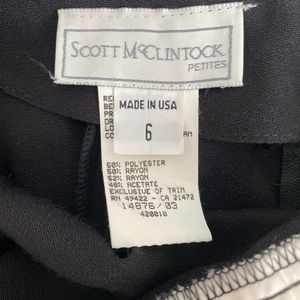 SCOTT McCLINTOCK
PETITES
MADE IN USA
6
60% POLYESTER
60% RAYON
52% RAYON
40% ACETATE
EXCLUSIVE OF TRIM
RN 49422 - CA 21472
14876/03
420010